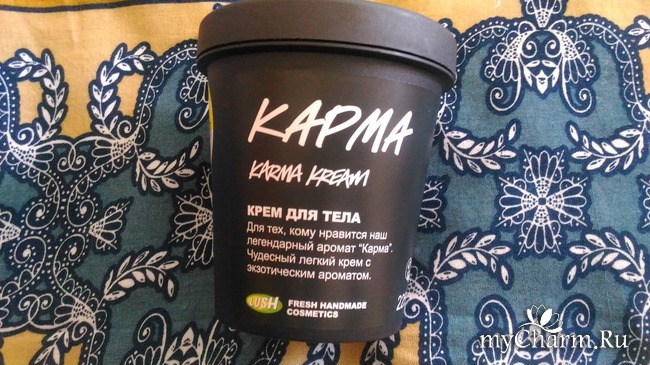 КАРМА
KARMA KREAM
КРЕМ ДЛЯ ТЕЛА
Для тех, кому нравится наш
легендарный аромат "Карма".
Чудесный легкий крем с
экзотическим ароматом.
LUSH
FRESH HANDMADE
COSMETICS
myCharm.Ru